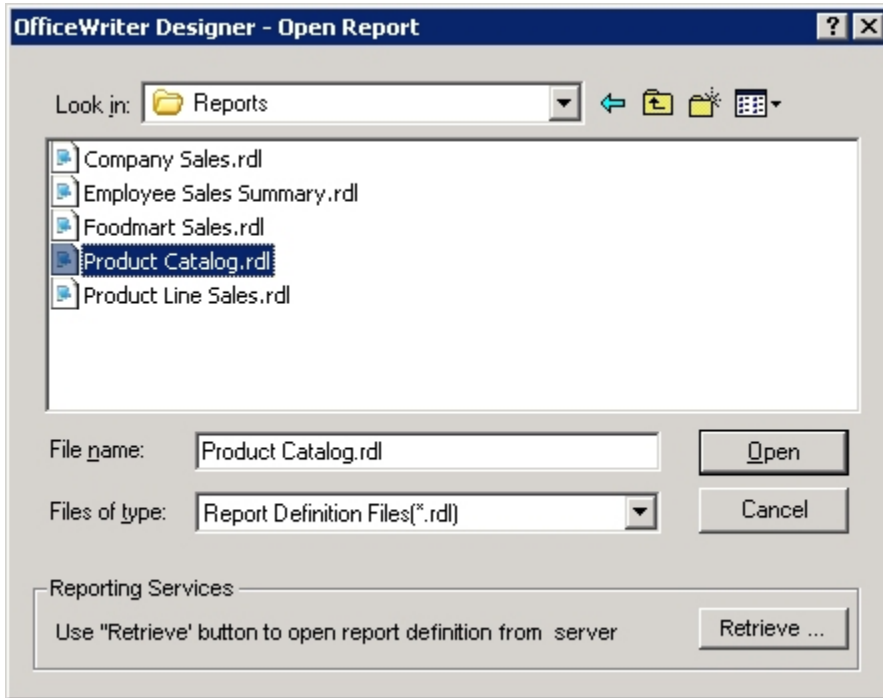 OfficeWriter Designer - Open Report
Look in: Reports
Company Sales.rdl
Employee Sales Summary.rdl
Foodmart Sales.rdl
Product Catalog.rdl
Product Line Sales.rdl
File name: Product Catalog.rdl Open
Files of type: Report Definition Files(*.rdl) Cancel
Reporting Services
Use "Retrieve' button to open report definition from server Retrieve ...